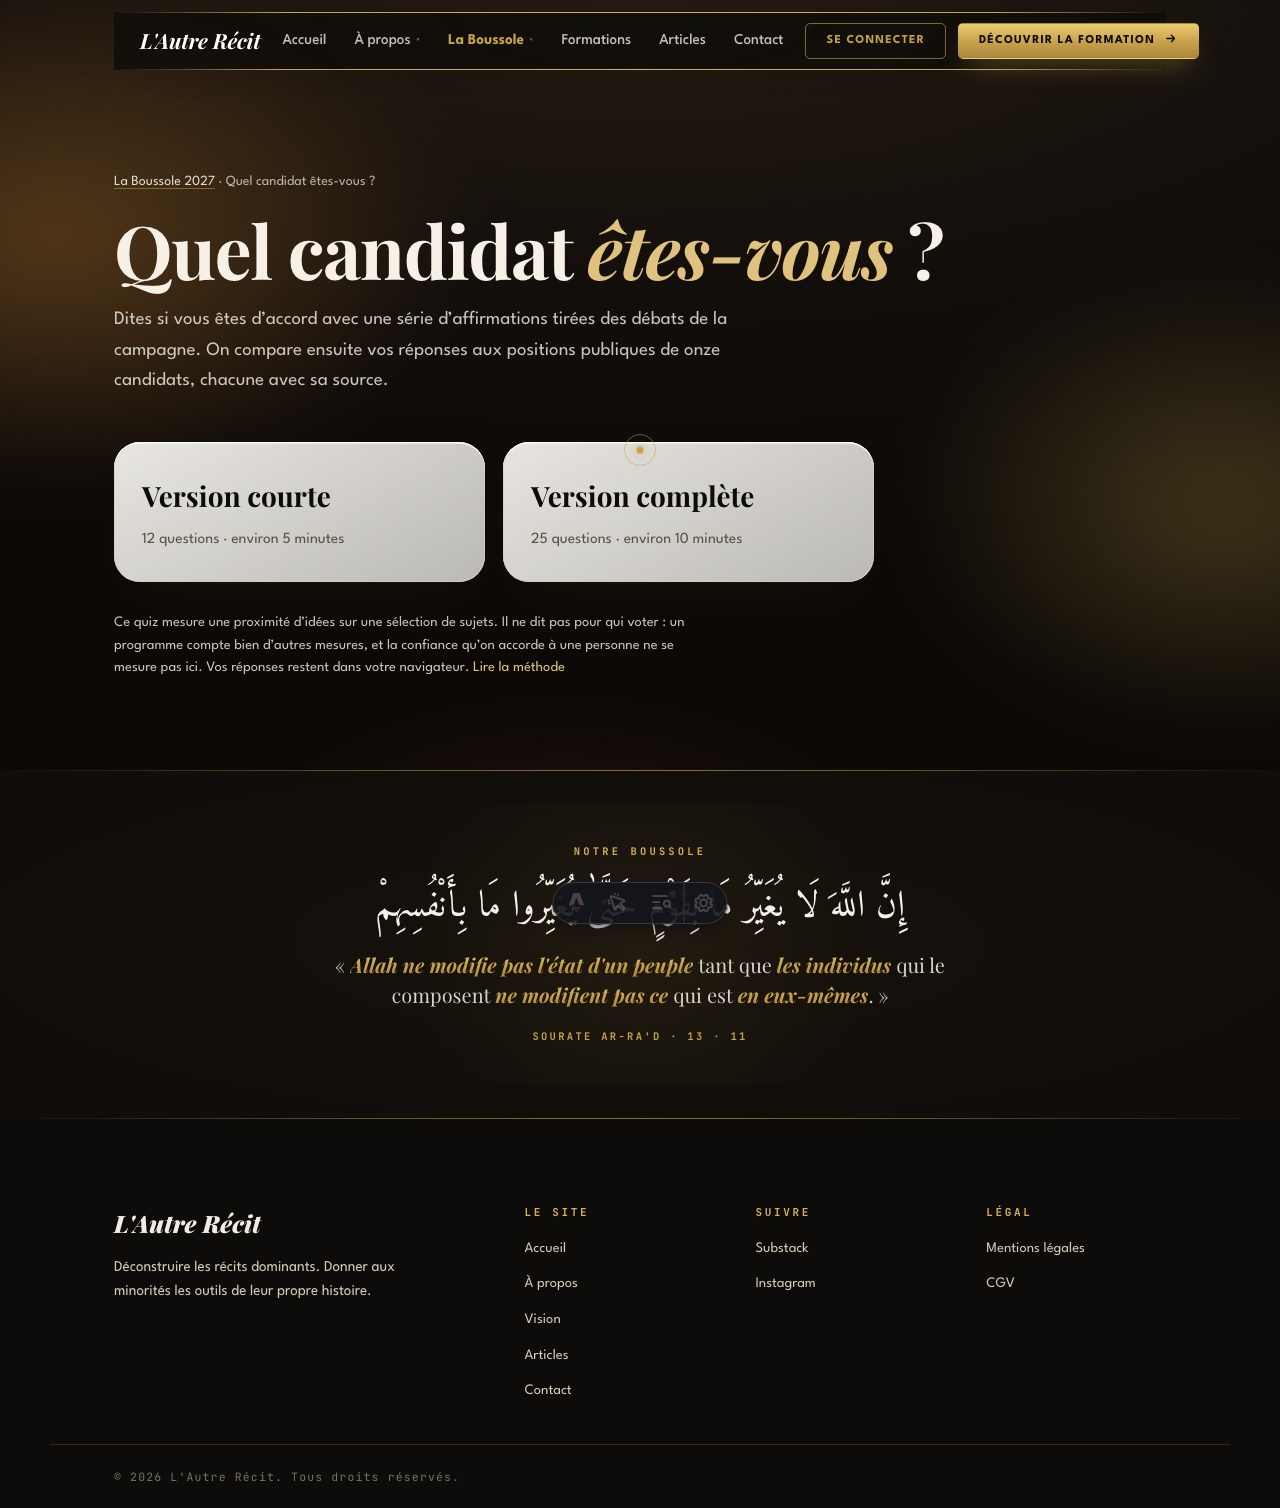 L'Autre Récit
Accueil
À propos ·
La Boussole ·
Formations
Articles
Contact
SE CONNECTER
DÉCOUVRIR LA FORMATION →
La Boussole 2027 · Quel candidat êtes-vous ?
Quel candidat êtes-vous ?
Dites si vous êtes d’accord avec une série d’affirmations tirées des débats de la
campagne. On compare ensuite vos réponses aux positions publiques de onze
candidats, chacune avec sa source.
Version courte
12 questions · environ 5 minutes
Version complète
25 questions · environ 10 minutes
Ce quiz mesure une proximité d’idées sur une sélection de sujets. Il ne dit pas pour qui voter : un
programme compte bien d’autres mesures, et la confiance qu’on accorde à une personne ne se
mesure pas ici. Vos réponses restent dans votre navigateur. Lire la méthode
NOTRE BOUSSOLE
إِنَّ اللَّهَ لَا يُغَيِّرُ مَا بِقَوْمٍ حَتَّىٰ يُغَيِّرُوا مَا بِأَنْفُسِهِمْ
« Allah ne modifie pas l'état d'un peuple tant que les individus qui le
composent ne modifient pas ce qui est en eux-mêmes. »
SOURATE AR-RA'D · 13 · 11
L'Autre Récit
Déconstruire les récits dominants. Donner aux
minorités les outils de leur propre histoire.
LE SITE
Accueil
À propos
Vision
Articles
Contact
SUIVRE
Substack
Instagram
LÉGAL
Mentions légales
CGV
© 2026 L'Autre Récit. Tous droits réservés.